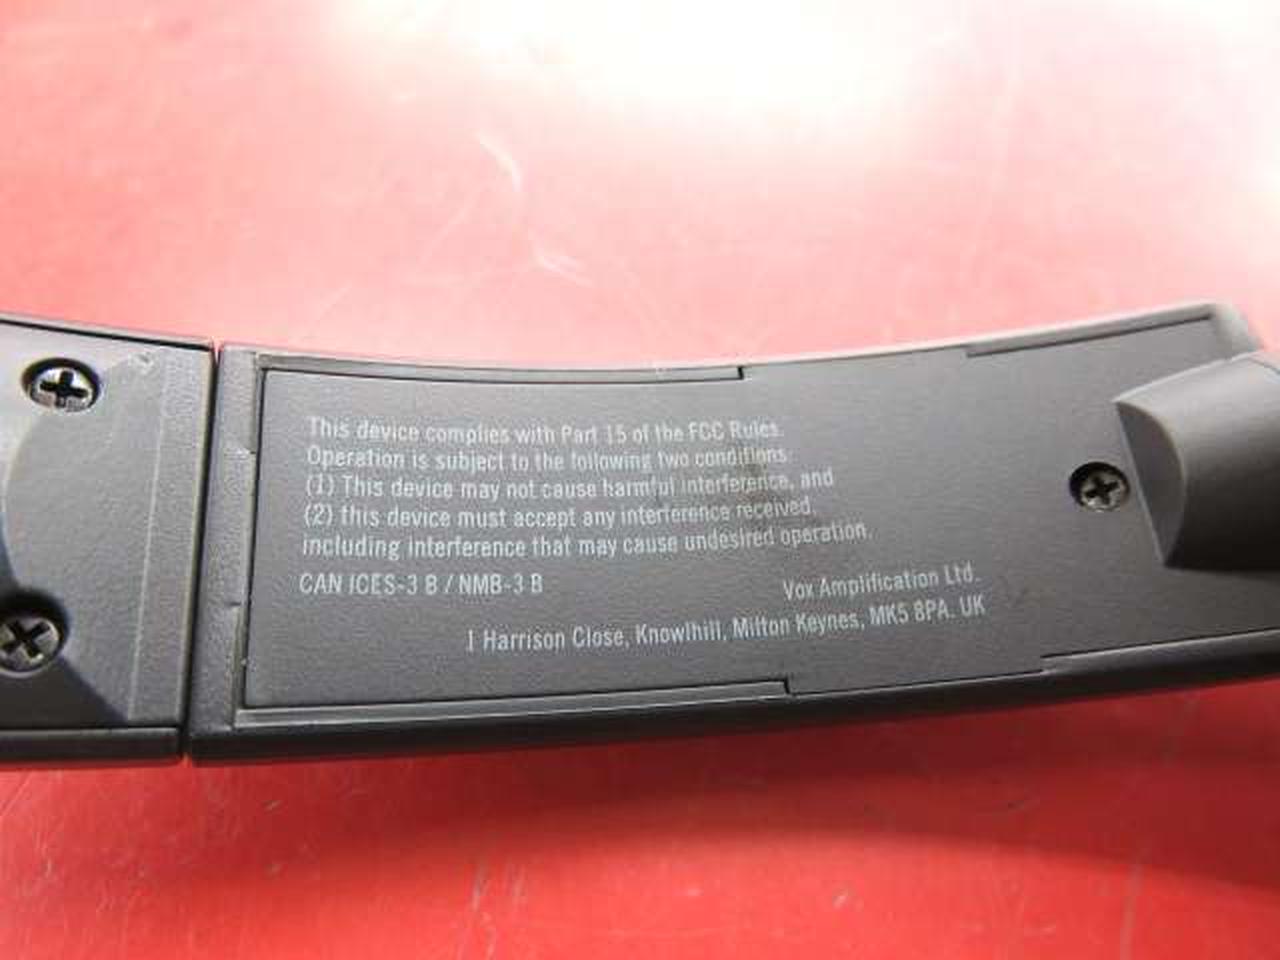 This device complies with Part 15 of the FCC Rules.
Operation is subject to the following two conditions:
(1) This device may not cause harmful interference, and
(2) this device must accept any interference received,
including interference that may cause undesired operation.
CAN ICES-3 B / NMB-3 B
Vox Amplification Ltd.
1 Harrison Close, Knowlhill, Milton Keynes, MK5 8PA. UK